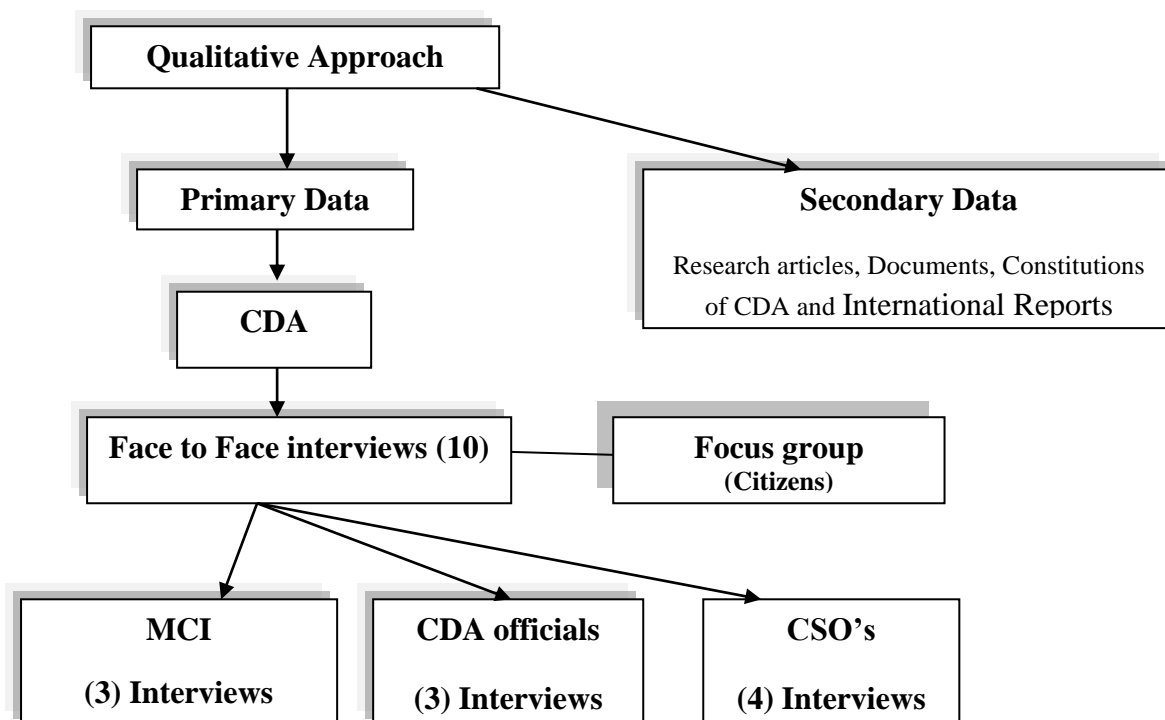 Qualitative Approach
Primary Data
Secondary Data
Research articles, Documents, Constitutions
of CDA and International Reports
CDA
Face to Face interviews (10)
Focus group
(Citizens)
MCI
(3) Interviews
CDA officials
(3) Interviews
CSO’s
(4) Interviews